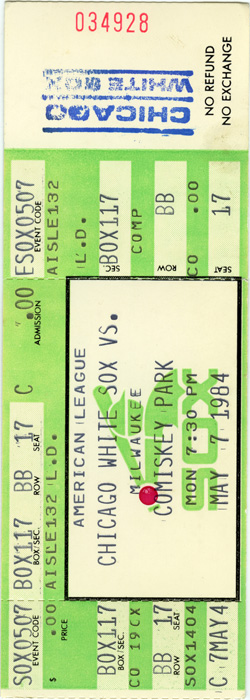 034928
CHICAGO
WHITE SOX
NO REFUND
NO EXCHANGE
ESOX0507
EVENT CODE
AISLE132
L.D.
BOX117
SEC.
COMP
BB
ROW
CO .00
17
SEAT
.00
ADMISSION
C
17
SEAT
BB
ROW
BOX117
BOX/SEC.
SOX0507
EVENT CODE
AMERICAN LEAGUE
CHICAGO WHITE SOX VS.
MILWAUKEE
COMISKEY PARK
MON 7:30 PM
MAY 7 1984
SOX
AISLE132 L.D.
$ .00
PRICE
BOX117
BOX/SEC.
CO 19CX
BB 17
ROW SEAT
SOX1404
C 7MAY4